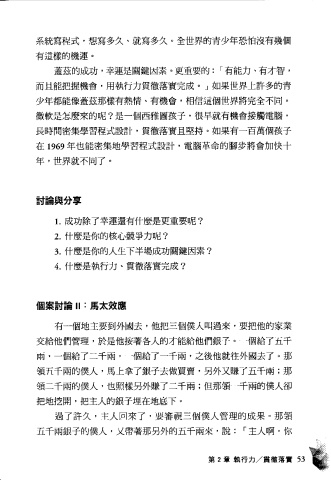 系統寫程式，想寫多久、就寫多久。全世界的青少年恐怕沒有幾個
有這樣的機運。
蓋茲的成功，幸運是關鍵因素。更重要的：「有能力、有才智，
而且能把握機會，用執行力貫徹落實完成。」如果世界上許多的青
少年都能像蓋茲那樣有熱情、有機會，相信這個世界將完全不同，
微軟是怎麼來的呢？是一個西雅圖孩子，很早就有機會接觸電腦，
長時間密集學習程式設計，貫徹落實且堅持。如果有一百萬個孩子
在 1969 年也能密集地學習程式設計，電腦革命的腳步將會加快十
年，世界就不同了。
討論與分享
1. 成功除了幸運還有什麼是更重要呢？
2. 什麼是你的核心競爭力呢？
3. 什麼是你的人生下半場成功關鍵因素？
4. 什麼是執行力、貫徹落實完成？
個案討論 II：馬太效應
有一個地主要到外國去，他把三個僕人叫過來，要把他的家業
交給他們管理，於是他按著各人的才能給他們銀子。一個給了五千
兩，一個給了二千兩，一個給了一千兩，之後他就往外國去了。那
領五千兩的僕人，馬上拿了銀子去做買賣，另外又賺了五千兩；那
領二千兩的僕人，也照樣另外賺了二千兩；但那領一千兩的僕人卻
把地挖開，把主人的銀子埋在地底下。
過了許久，主人回來了，要審視三個僕人管理的成果。那領
五千兩銀子的僕人，又帶著那另外的五千兩來，說：「主人啊，你
第 2 章 執行力／貫徹落實 53